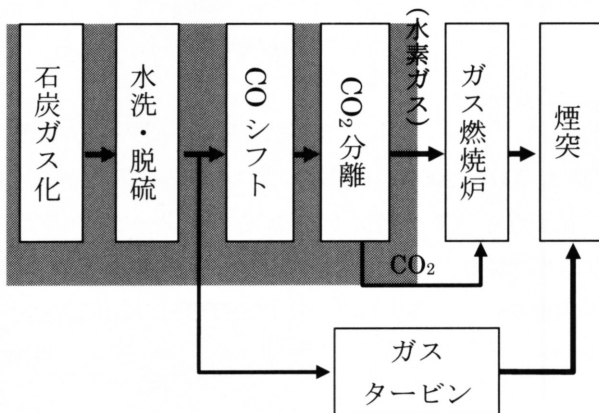 石炭ガス化
水洗・脱硫
COシフト
CO₂分離
(水素ガス)
ガス燃焼炉
煙突
CO₂
ガス
タービン